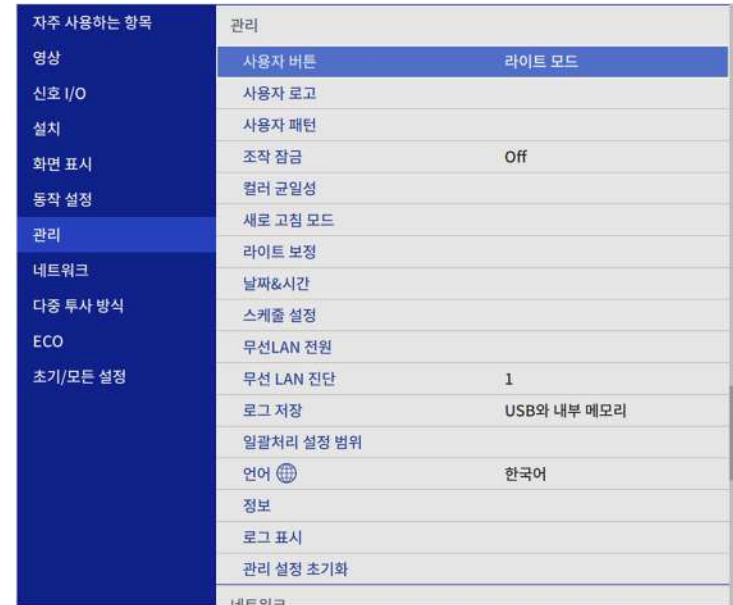 자주 사용하는 항목
영상
신호 I/O
설치
화면 표시
동작 설정
관리
네트워크
다중 투사 방식
ECO
초기/모든 설정
관리
사용자 버튼 라이트 모드
사용자 로고
사용자 패턴
조작 잠금 Off
컬러 균일성
새로 고침 모드
라이트 보정
날짜&시간
스케줄 설정
무선LAN 전원
무선 LAN 진단 1
로그 저장 USB와 내부 메모리
일괄처리 설정 범위
언어 한국어
정보
로그 표시
관리 설정 초기화
네트워크